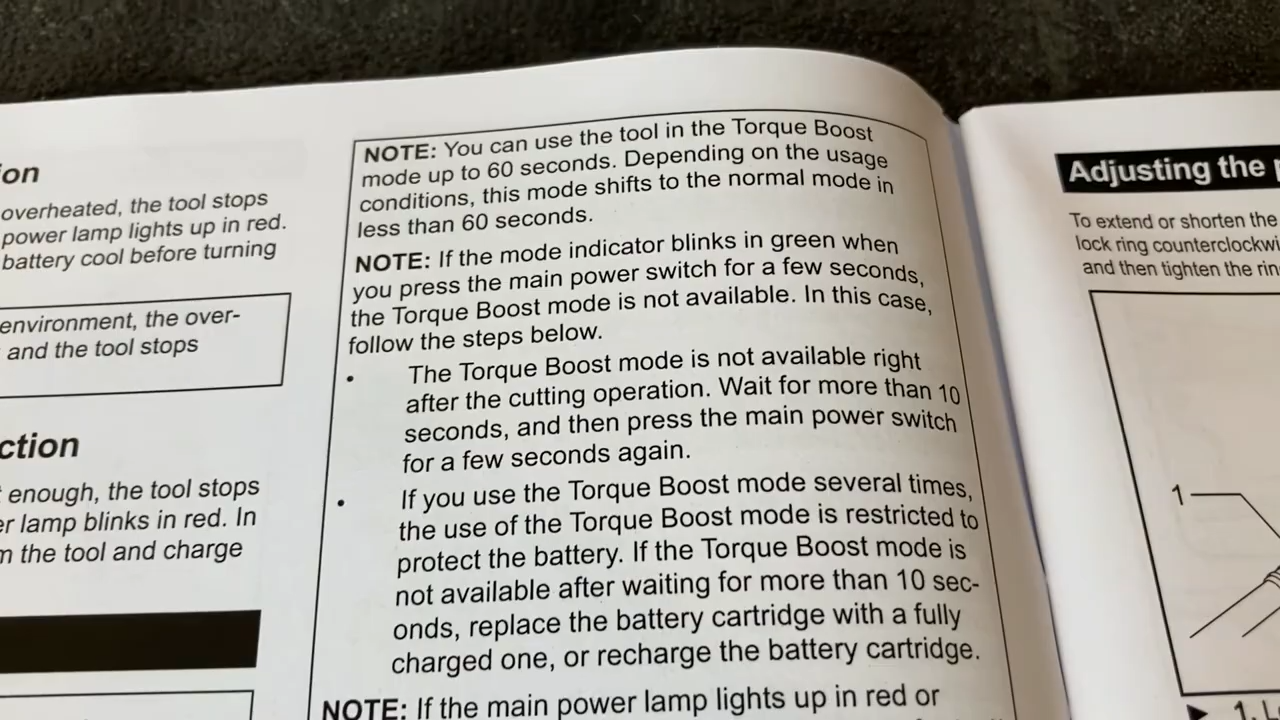 ion
overheated, the tool stops
power lamp lights up in red.
battery cool before turning
environment, the over-
and the tool stops
ction
enough, the tool stops
er lamp blinks in red. In
m the tool and charge
NOTE: You can use the tool in the Torque Boost
mode up to 60 seconds. Depending on the usage
conditions, this mode shifts to the normal mode in
less than 60 seconds.
NOTE: If the mode indicator blinks in green when
you press the main power switch for a few seconds,
the Torque Boost mode is not available. In this case,
follow the steps below.
• The Torque Boost mode is not available right
after the cutting operation. Wait for more than 10
seconds, and then press the main power switch
for a few seconds again.
• If you use the Torque Boost mode several times,
the use of the Torque Boost mode is restricted to
protect the battery. If the Torque Boost mode is
not available after waiting for more than 10 sec-
onds, replace the battery cartridge with a fully
charged one, or recharge the battery cartridge.
NOTE: If the main power lamp lights up in red or
Adjusting the
To extend or shorten the
lock ring counterclockwi
and then tighten the rin
1
1. L